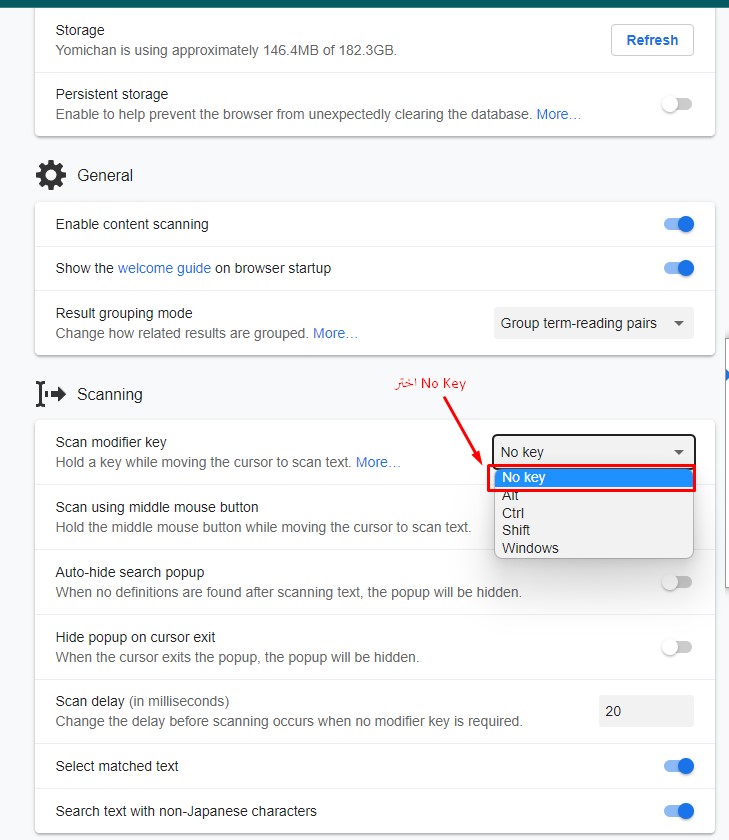 Storage
Yomichan is using approximately 146.4MB of 182.3GB.
Refresh
Persistent storage
Enable to help prevent the browser from unexpectedly clearing the database. More…
General
Enable content scanning
Show the welcome guide on browser startup
Result grouping mode
Change how related results are grouped. More…
Group term-reading pairs
اختر No Key
Scanning
Scan modifier key
Hold a key while moving the cursor to scan text. More…
No key
No key
Alt
Ctrl
Shift
Windows
Scan using middle mouse button
Hold the middle mouse button while moving the cursor to scan text.
Auto-hide search popup
When no definitions are found after scanning text, the popup will be hidden.
Hide popup on cursor exit
When the cursor exits the popup, the popup will be hidden.
Scan delay (in milliseconds)
Change the delay before scanning occurs when no modifier key is required.
20
Select matched text
Search text with non-Japanese characters